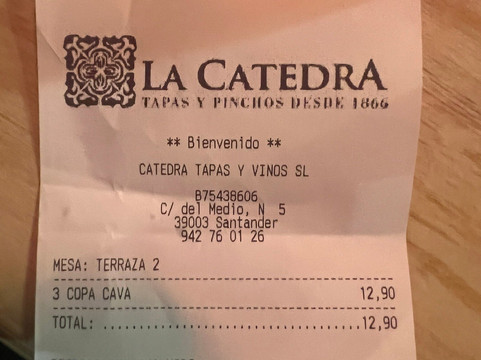 LA CATEDRA
TAPAS Y PINCHOS DESDE 1866
** Bienvenido **
CATEDRA TAPAS Y VINOS SL
B75438606
C/ del Medio, N 5
39003 Santander
942 76 01 26
MESA: TERRAZA 2
3 COPA CAVA 12,90
TOTAL: ................................12,90